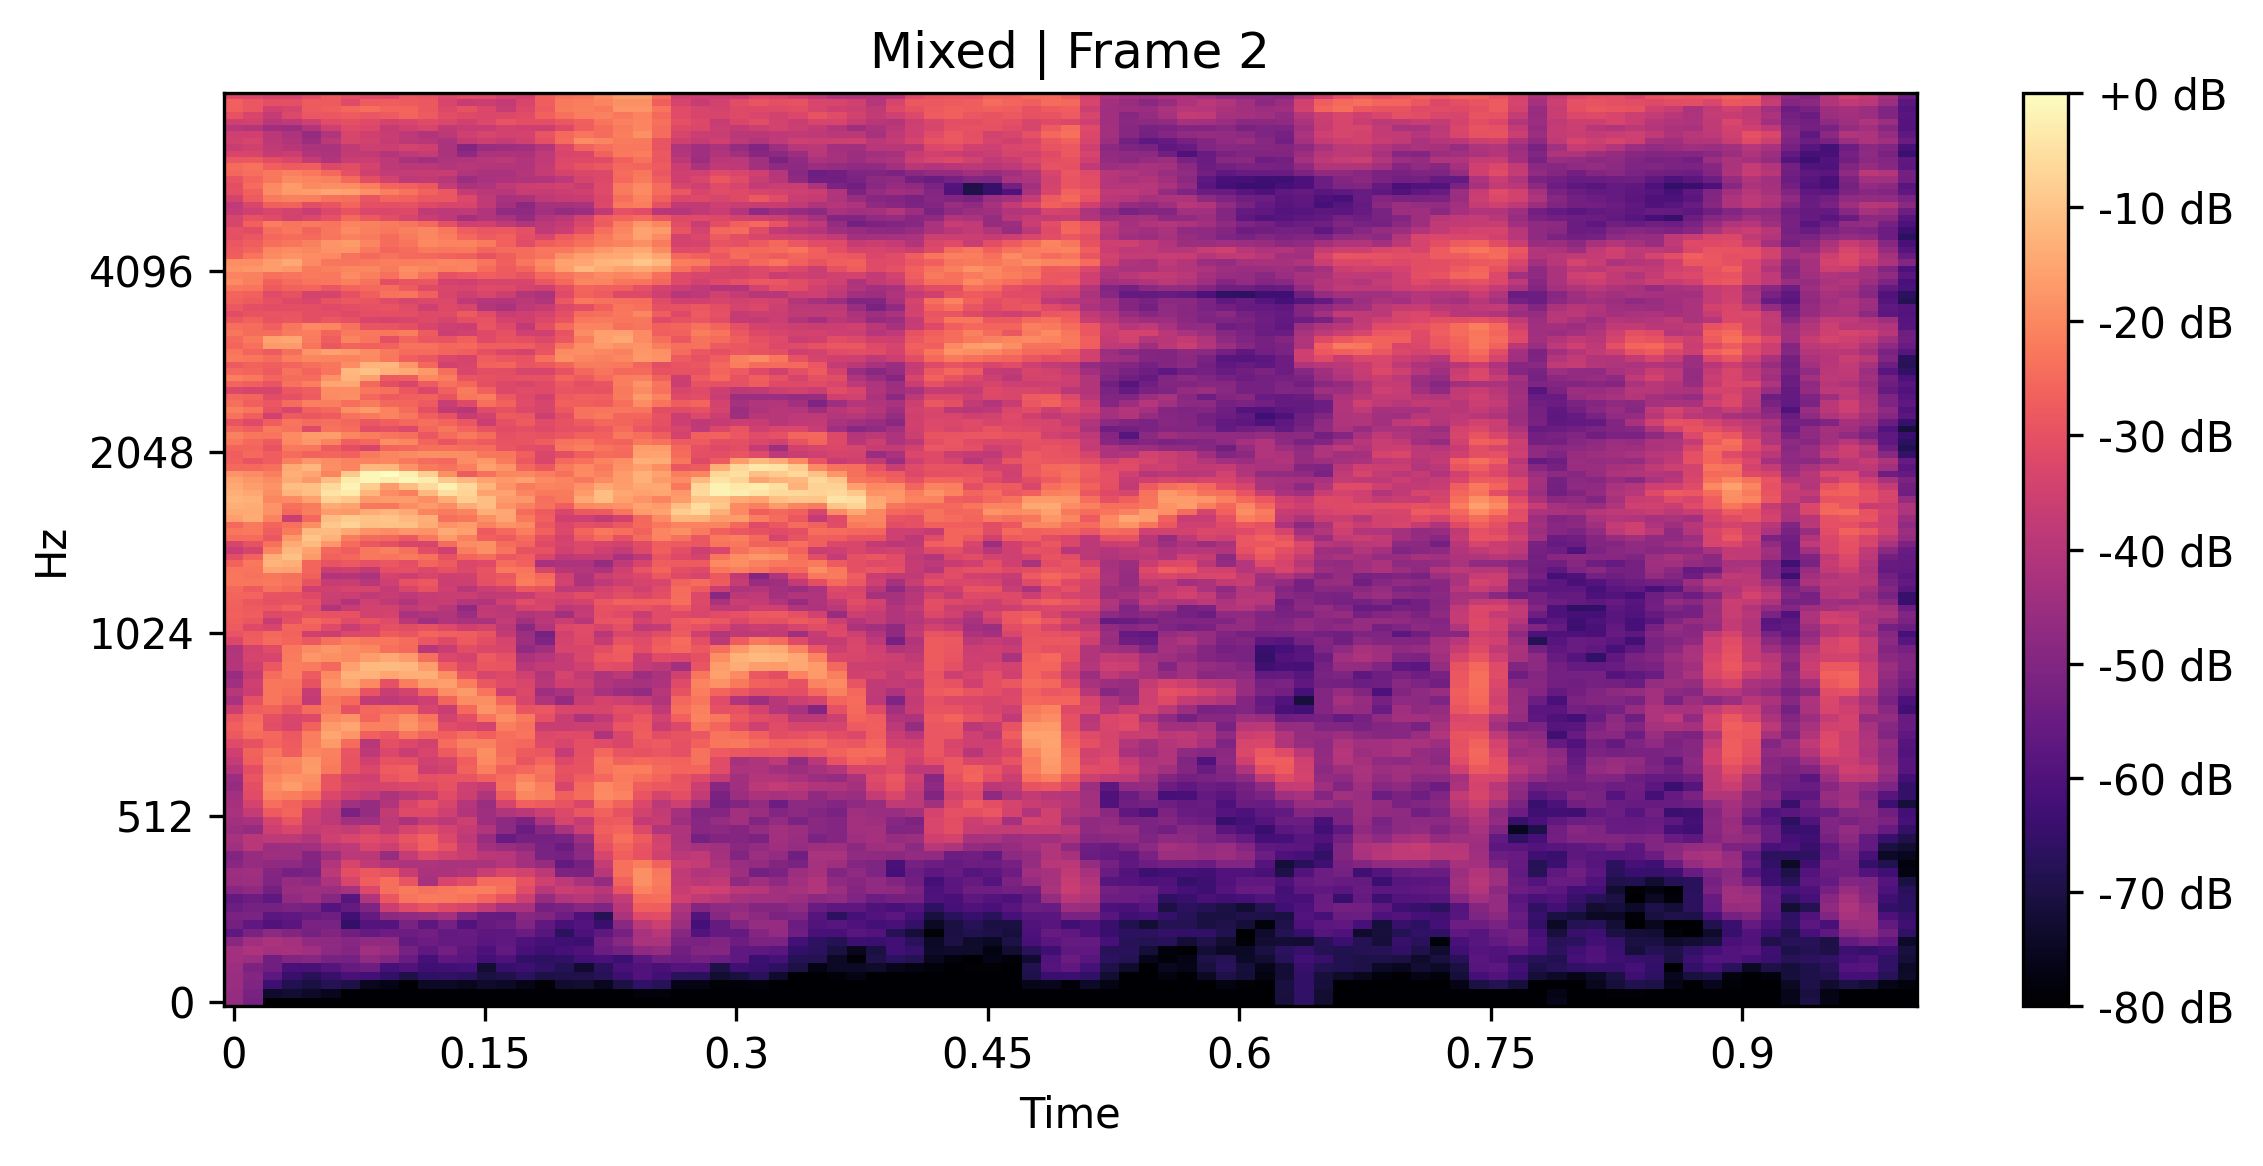 Mixed | Frame 2
+0 dB
-10 dB
-20 dB
-30 dB
-40 dB
-50 dB
-60 dB
-70 dB
-80 dB
Hz
4096
2048
1024
512
0
0 0.15 0.3 0.45 0.6 0.75 0.9
Time